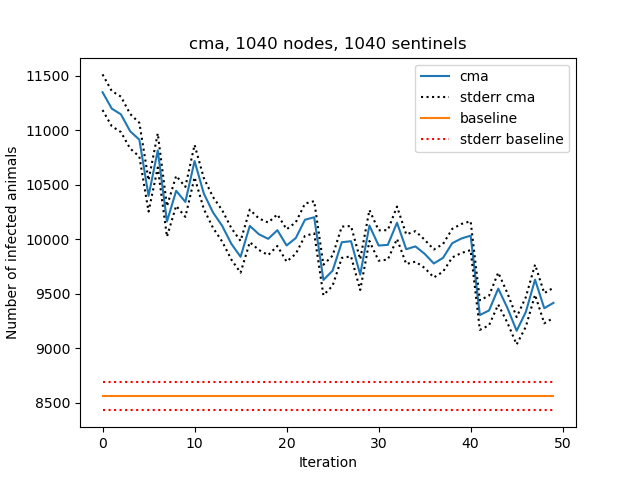 cma, 1040 nodes, 1040 sentinels
Number of infected animals
11500
11000
10500
10000
9500
9000
8500
cma
stderr cma
baseline
stderr baseline
0
10
20
30
40
50
Iteration